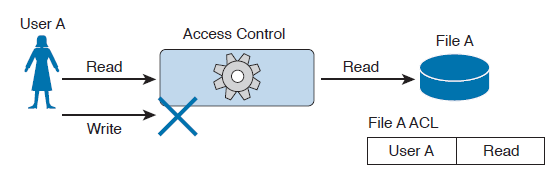 User A
Access Control
File A
Read
Read
Write
File A ACL
User A
Read